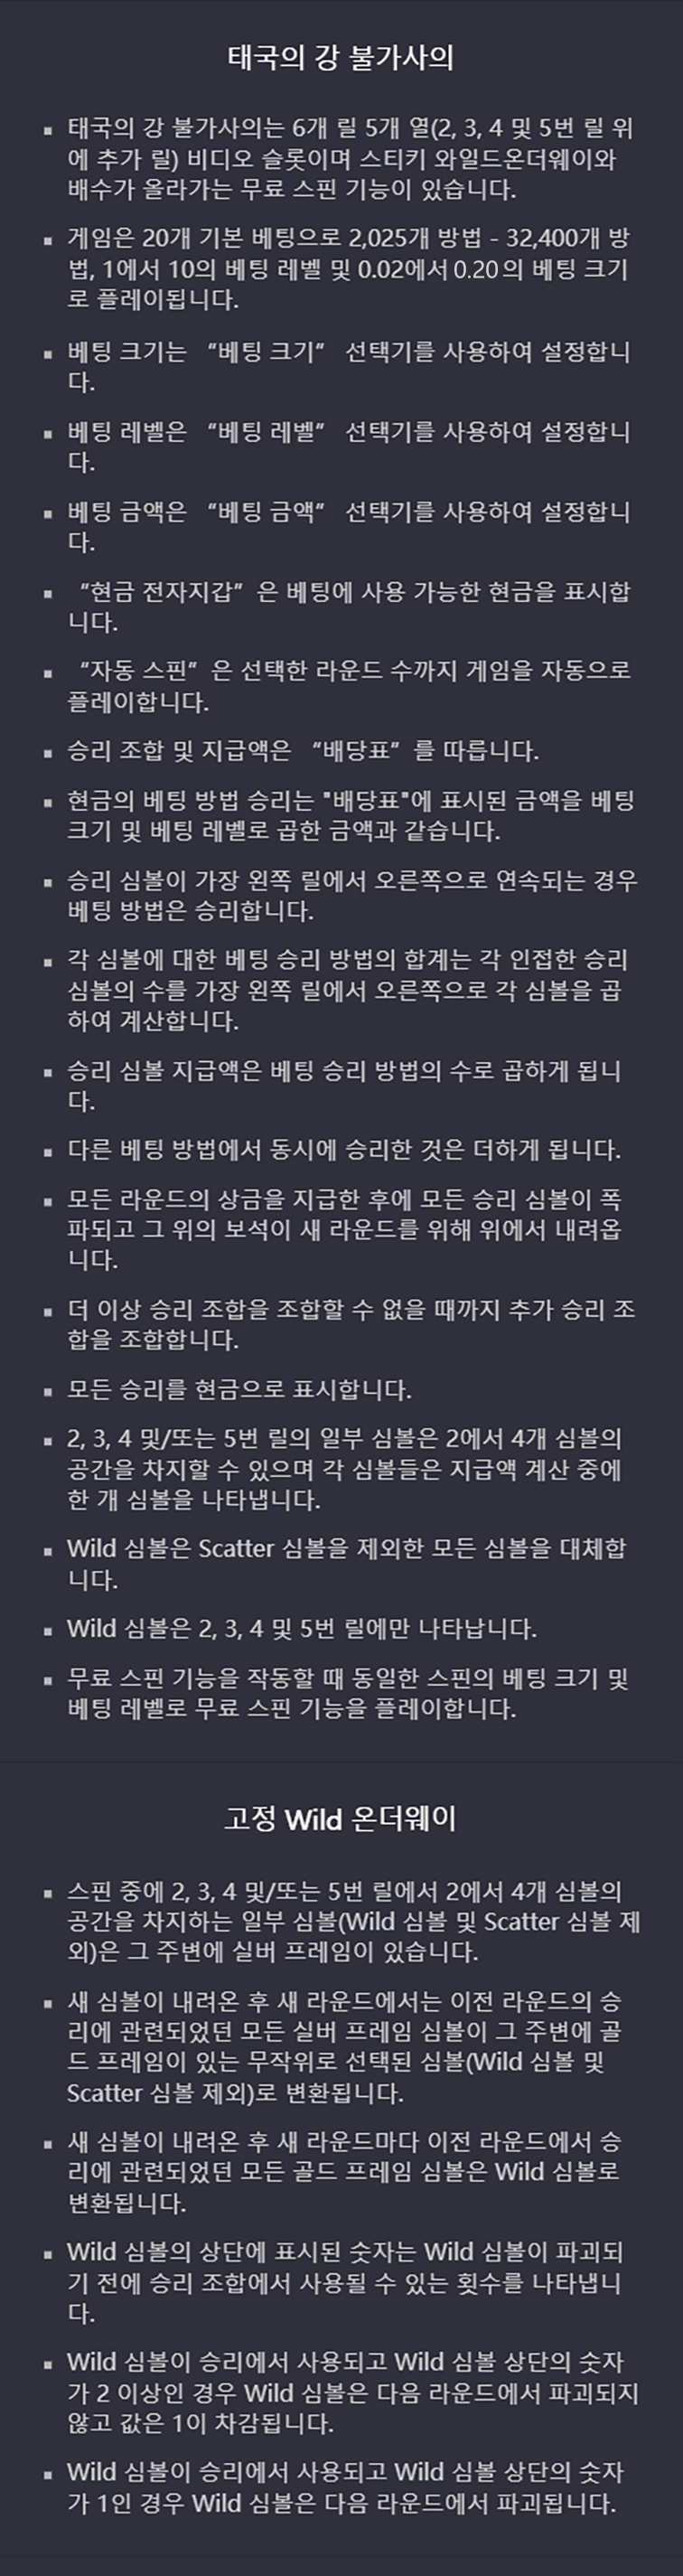 태국의 강 불가사의
▪ 태국의 강 불가사의는 6개 릴 5개 열(2, 3, 4 및 5번 릴 위
에 추가 릴) 비디오 슬롯이며 스티키 와일드온더웨이와
배수가 올라가는 무료 스핀 기능이 있습니다.
▪ 게임은 20개 기본 베팅으로 2,025개 방법 - 32,400개 방
법, 1에서 10의 베팅 레벨 및 0.02에서 0.20 의 베팅 크기
로 플레이됩니다.
▪ 베팅 크기는 “베팅 크기” 선택기를 사용하여 설정합니
다.
▪ 베팅 레벨은 “베팅 레벨” 선택기를 사용하여 설정합니
다.
▪ 베팅 금액은 “베팅 금액” 선택기를 사용하여 설정합니
다.
▪ “현금 전자지갑” 은 베팅에 사용 가능한 현금을 표시합
니다.
▪ “자동 스핀” 은 선택한 라운드 수까지 게임을 자동으로
플레이합니다.
▪ 승리 조합 및 지급액은 “배당표” 를 따릅니다.
▪ 현금의 베팅 방법 승리는 "배당표"에 표시된 금액을 베팅
크기 및 베팅 레벨로 곱한 금액과 같습니다.
▪ 승리 심볼이 가장 왼쪽 릴에서 오른쪽으로 연속되는 경우
베팅 방법은 승리합니다.
▪ 각 심볼에 대한 베팅 승리 방법의 합계는 각 인접한 승리
심볼의 수를 가장 왼쪽 릴에서 오른쪽으로 각 심볼을 곱
하여 계산합니다.
▪ 승리 심볼 지급액은 베팅 승리 방법의 수로 곱하게 됩니
다.
▪ 다른 베팅 방법에서 동시에 승리한 것은 더하게 됩니다.
▪ 모든 라운드의 상금을 지급한 후에 모든 승리 심볼이 폭
파되고 그 위의 보석이 새 라운드를 위해 위에서 내려옵
니다.
▪ 더 이상 승리 조합을 조합할 수 없을 때까지 추가 승리 조
합을 조합합니다.
▪ 모든 승리를 현금으로 표시합니다.
▪ 2, 3, 4 및/또는 5번 릴의 일부 심볼은 2에서 4개 심볼의
공간을 차지할 수 있으며 각 심볼들은 지급액 계산 중에
한 개 심볼을 나타냅니다.
▪ Wild 심볼은 Scatter 심볼을 제외한 모든 심볼을 대체합
니다.
▪ Wild 심볼은 2, 3, 4 및 5번 릴에만 나타납니다.
▪ 무료 스핀 기능을 작동할 때 동일한 스핀의 베팅 크기 및
베팅 레벨로 무료 스핀 기능을 플레이합니다.
고정 Wild 온더웨이
▪ 스핀 중에 2, 3, 4 및/또는 5번 릴에서 2에서 4개 심볼의
공간을 차지하는 일부 심볼(Wild 심볼 및 Scatter 심볼 제
외)은 그 주변에 실버 프레임이 있습니다.
▪ 새 심볼이 내려온 후 새 라운드에서는 이전 라운드의 승
리에 관련되었던 모든 실버 프레임 심볼이 그 주변에 골
드 프레임이 있는 무작위로 선택된 심볼(Wild 심볼 및
Scatter 심볼 제외)로 변환됩니다.
▪ 새 심볼이 내려온 후 새 라운드마다 이전 라운드에서 승
리에 관련되었던 모든 골드 프레임 심볼은 Wild 심볼로
변환됩니다.
▪ Wild 심볼의 상단에 표시된 숫자는 Wild 심볼이 파괴되
기 전에 승리 조합에서 사용될 수 있는 횟수를 나타냅니
다.
▪ Wild 심볼이 승리에서 사용되고 Wild 심볼 상단의 숫자
가 2 이상인 경우 Wild 심볼은 다음 라운드에서 파괴되지
않고 값은 1이 차감됩니다.
▪ Wild 심볼이 승리에서 사용되고 Wild 심볼 상단의 숫자
가 1인 경우 Wild 심볼은 다음 라운드에서 파괴됩니다.